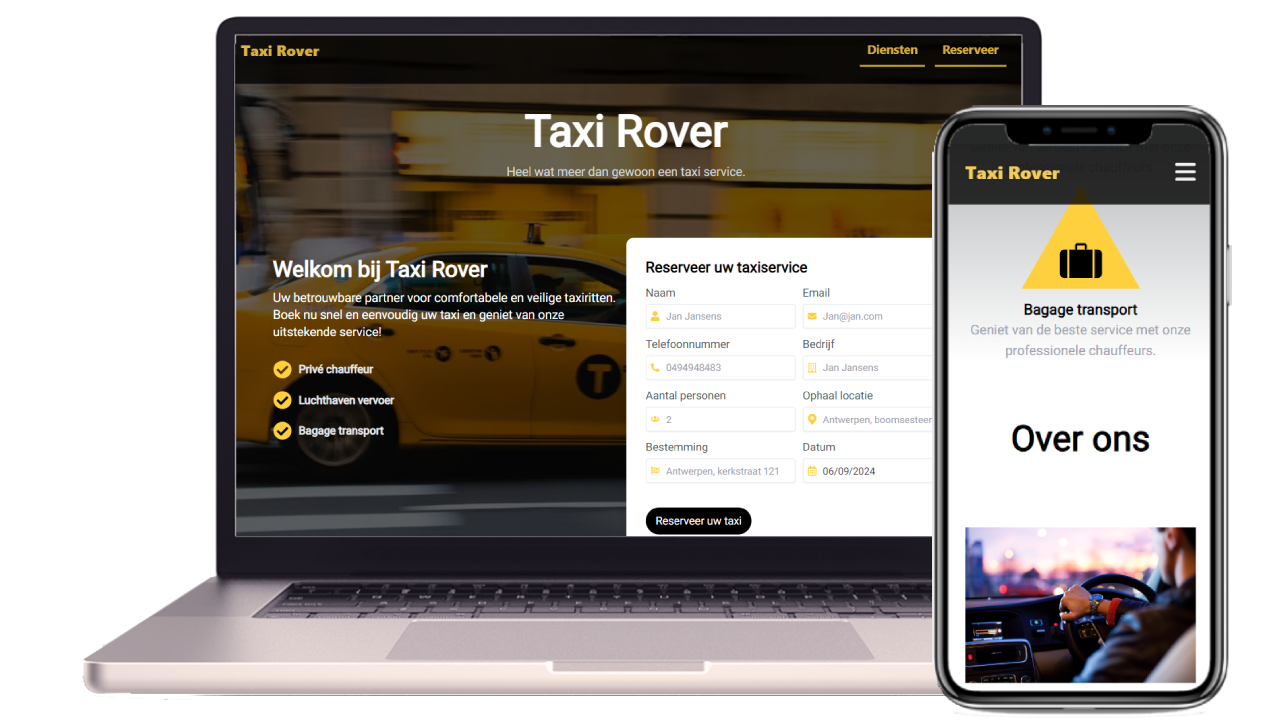 Taxi Rover
Diensten Reserveer
Taxi Rover
Heel wat meer dan gewoon een taxi service.
Welkom bij Taxi Rover
Uw betrouwbare partner voor comfortabele en veilige taxiritten.
Boek nu snel en eenvoudig uw taxi en geniet van onze
uitstekende service!
Privé chauffeur
Luchthaven vervoer
Bagage transport
T
Reserveer uw taxiservice
Naam Email
Jan Jansens Jan@jan.com
Telefoonnummer Bedrijf
0494948483 Jan Jansens
Aantal personen Ophaal locatie
2 Antwerpen, boomsesteen
Bestemming Datum
Antwerpen, kerkstraat 121 06/09/2024
Reserveer uw taxi
Taxi Rover
Bagage transport
Geniet van de beste service met onze
professionele chauffeurs.
Over ons